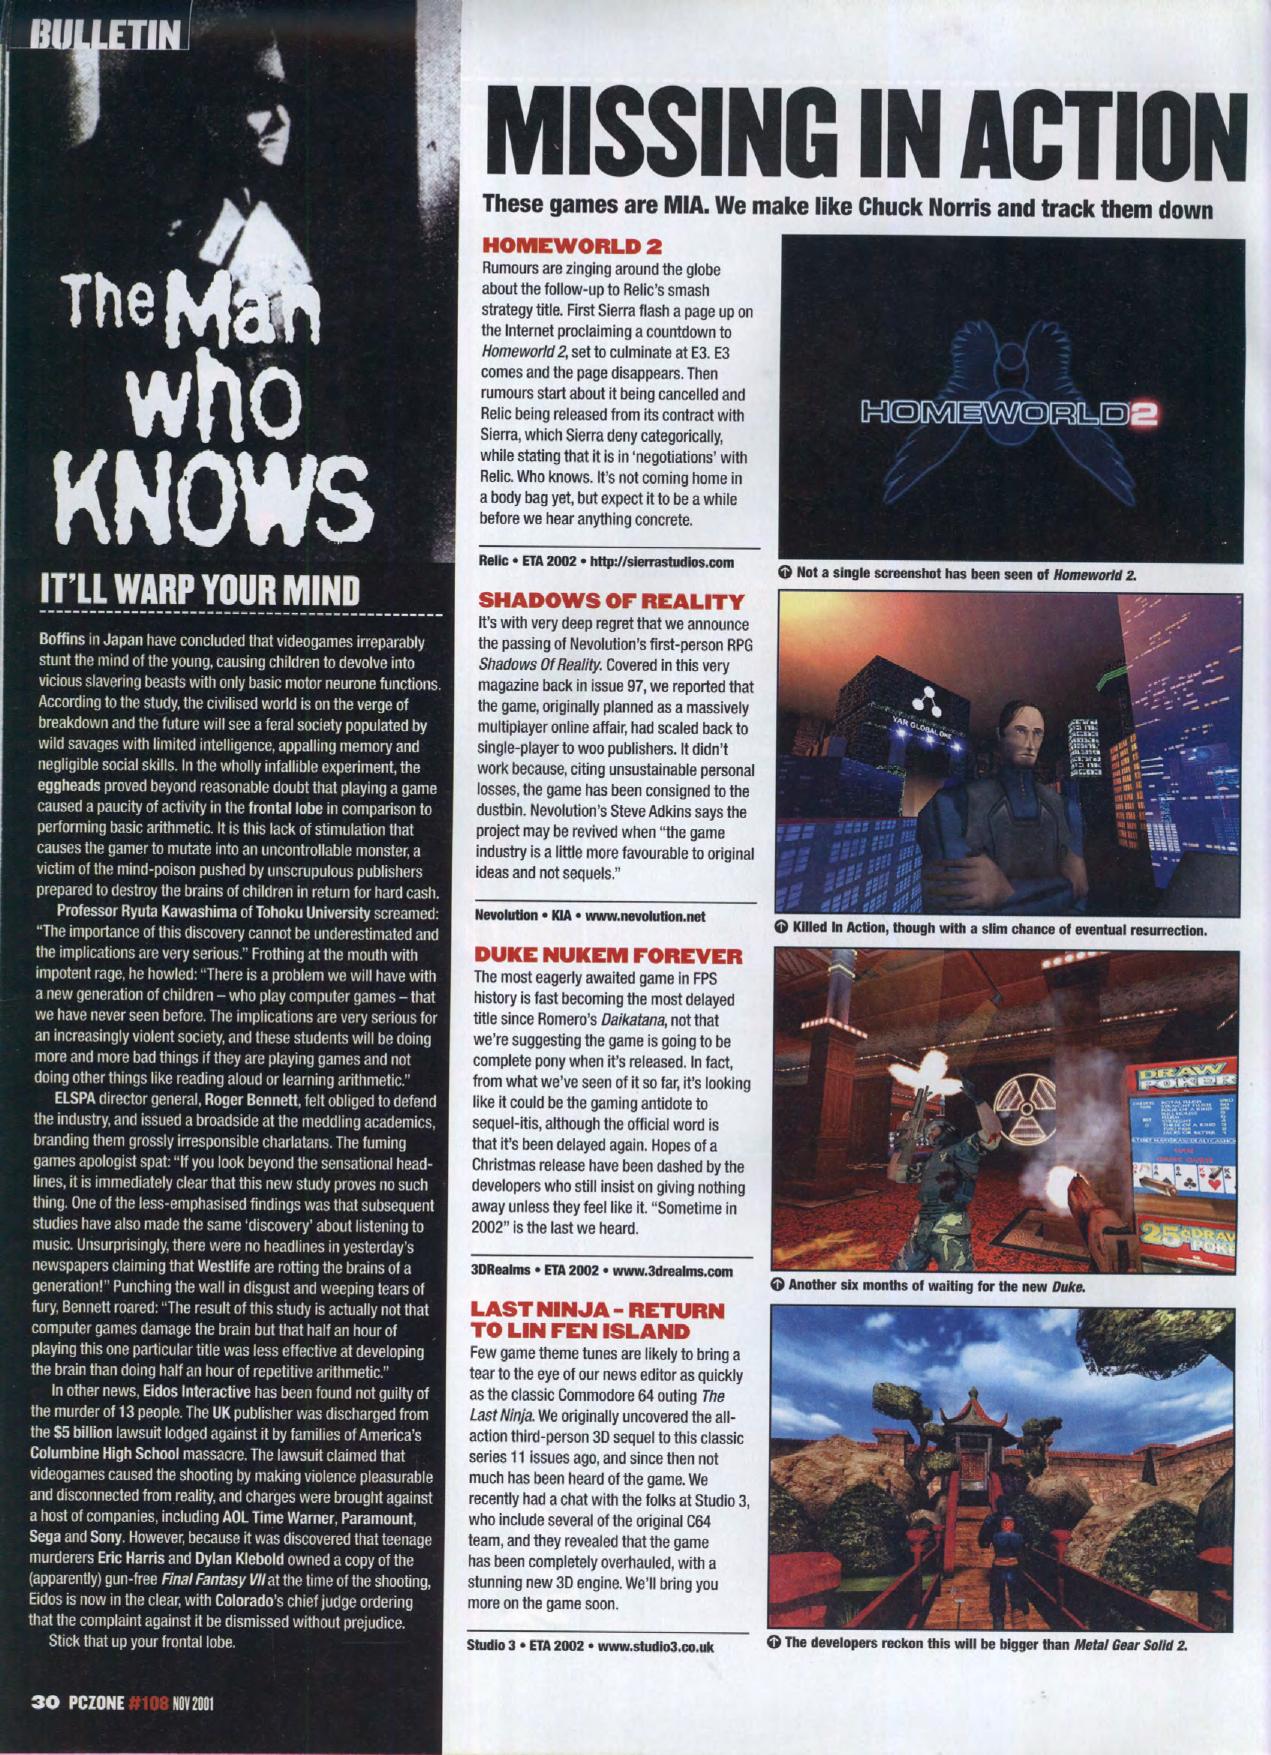 BULLETIN
The Man
who
KNOWS
IT'LL WARP YOUR MIND
Boffins in Japan have concluded that videogames irreparably
stunt the mind of the young, causing children to devolve into
vicious slavering beasts with only basic motor neurone functions.
According to the study, the civilised world is on the verge of
breakdown and the future will see a feral society populated by
wild savages with limited intelligence, appalling memory and
negligible social skills. In the wholly infallible experiment, the
eggheads proved beyond reasonable doubt that playing a game
caused a paucity of activity in the frontal lobe in comparison to
performing basic arithmetic. It is this lack of stimulation that
causes the gamer to mutate into an uncontrollable monster, a
victim of the mind-poison pushed by unscrupulous publishers
prepared to destroy the brains of children in return for hard cash.
Professor Ryuta Kawashima of Tohoku University screamed:
"The importance of this discovery cannot be underestimated and
the implications are very serious." Frothing at the mouth with
impotent rage, he howled: "There is a problem we will have with
a new generation of children – who play computer games – that
we have never seen before. The implications are very serious for
an increasingly violent society, and these students will be doing
more and more bad things if they are playing games and not
doing other things like reading aloud or learning arithmetic."
ELSPA director general, Roger Bennett, felt obliged to defend
the industry, and issued a broadside at the meddling academics,
branding them grossly irresponsible charlatans. The fuming
games apologist spat: "If you look beyond the sensational head-
lines, it is immediately clear that this new study proves no such
thing. One of the less-emphasised findings was that subsequent
studies have also made the same 'discovery' about listening to
music. Unsurprisingly, there were no headlines in yesterday's
newspapers claiming that Westlife are rotting the brains of a
generation!" Punching the wall in disgust and weeping tears of
fury, Bennett roared: "The result of this study is actually not that
computer games damage the brain but that half an hour of
playing this one particular title was less effective at developing
the brain than doing half an hour of repetitive arithmetic."
In other news, Eidos Interactive has been found not guilty of
the murder of 13 people. The UK publisher was discharged from
the $5 billion lawsuit lodged against it by families of America's
Columbine High School massacre. The lawsuit claimed that
videogames caused the shooting by making violence pleasurable
and disconnected from reality, and charges were brought against
a host of companies, including AOL Time Warner, Paramount,
Sega and Sony. However, because it was discovered that teenage
murderers Eric Harris and Dylan Klebold owned a copy of the
(apparently) gun-free Final Fantasy VII at the time of the shooting,
Eidos is now in the clear, with Colorado's chief judge ordering
that the complaint against it be dismissed without prejudice.
Stick that up your frontal lobe.
30 PCZONE #108 NOV 2001
MISSING IN ACTION
These games are MIA. We make like Chuck Norris and track them down
HOMEWORLD 2
Rumours are zinging around the globe
about the follow-up to Relic's smash
strategy title. First Sierra flash a page up on
the Internet proclaiming a countdown to
Homeworld 2, set to culminate at E3. E3
comes and the page disappears. Then
rumours start about it being cancelled and
Relic being released from its contract with
Sierra, which Sierra deny categorically,
while stating that it is in 'negotiations' with
Relic. Who knows. It's not coming home in
a body bag yet, but expect it to be a while
before we hear anything concrete.
Relic • ETA 2002 • http://sierrastudios.com
HOMEWORLD2
Not a single screenshot has been seen of Homeworld 2.
SHADOWS OF REALITY
It's with very deep regret that we announce
the passing of Nevolution's first-person RPG
Shadows Of Reality. Covered in this very
magazine back in issue 97, we reported that
the game, originally planned as a massively
multiplayer online affair, had scaled back to
single-player to woo publishers. It didn't
work because, citing unsustainable personal
losses, the game has been consigned to the
dustbin. Nevolution's Steve Adkins says the
project may be revived when "the game
industry is a little more favourable to original
ideas and not sequels."
Nevolution • KIA • www.nevolution.net
VAR GLOBAL ONE
Killed In Action, though with a slim chance of eventual resurrection.
DUKE NUKEM FOREVER
The most eagerly awaited game in FPS
history is fast becoming the most delayed
title since Romero's Daikatana, not that
we're suggesting the game is going to be
complete pony when it's released. In fact,
from what we've seen of it so far, it's looking
like it could be the gaming antidote to
sequel-itis, although the official word is
that it's been delayed again. Hopes of a
Christmas release have been dashed by the
developers who still insist on giving nothing
away unless they feel like it. "Sometime in
2002" is the last we heard.
3DRealms • ETA 2002 • www.3drealms.com
DRAW
POKER
25¢ DRAW
POKE
Another six months of waiting for the new Duke.
LAST NINJA – RETURN
TO LIN FEN ISLAND
Few game theme tunes are likely to bring a
tear to the eye of our news editor as quickly
as the classic Commodore 64 outing The
Last Ninja. We originally uncovered the all-
action third-person 3D sequel to this classic
series 11 issues ago, and since then not
much has been heard of the game. We
recently had a chat with the folks at Studio 3,
who include several of the original C64
team, and they revealed that the game
has been completely overhauled, with a
stunning new 3D engine. We'll bring you
more on the game soon.
Studio 3 • ETA 2002 • www.studio3.co.uk
The developers reckon this will be bigger than Metal Gear Solid 2.